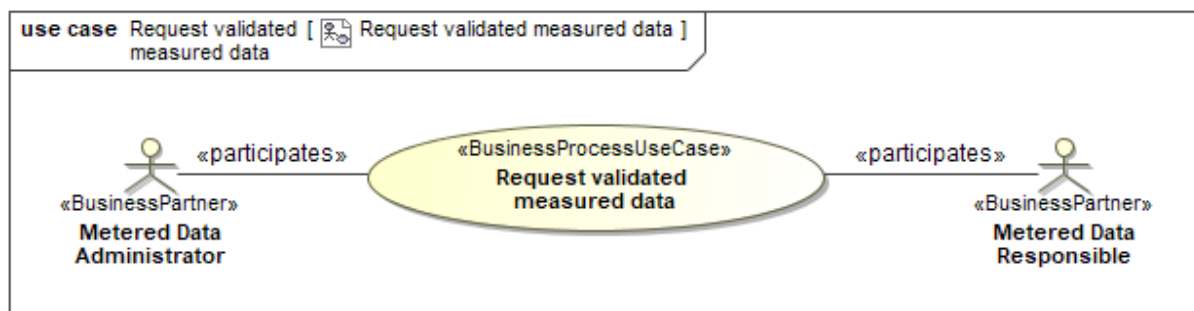 use case Request validated [ Request validated measured data ]
measured data
«participates»
«BusinessProcessUseCase»
«participates»
Request validated
measured data
«BusinessPartner»
Metered Data
Administrator
«BusinessPartner»
Metered Data
Responsible